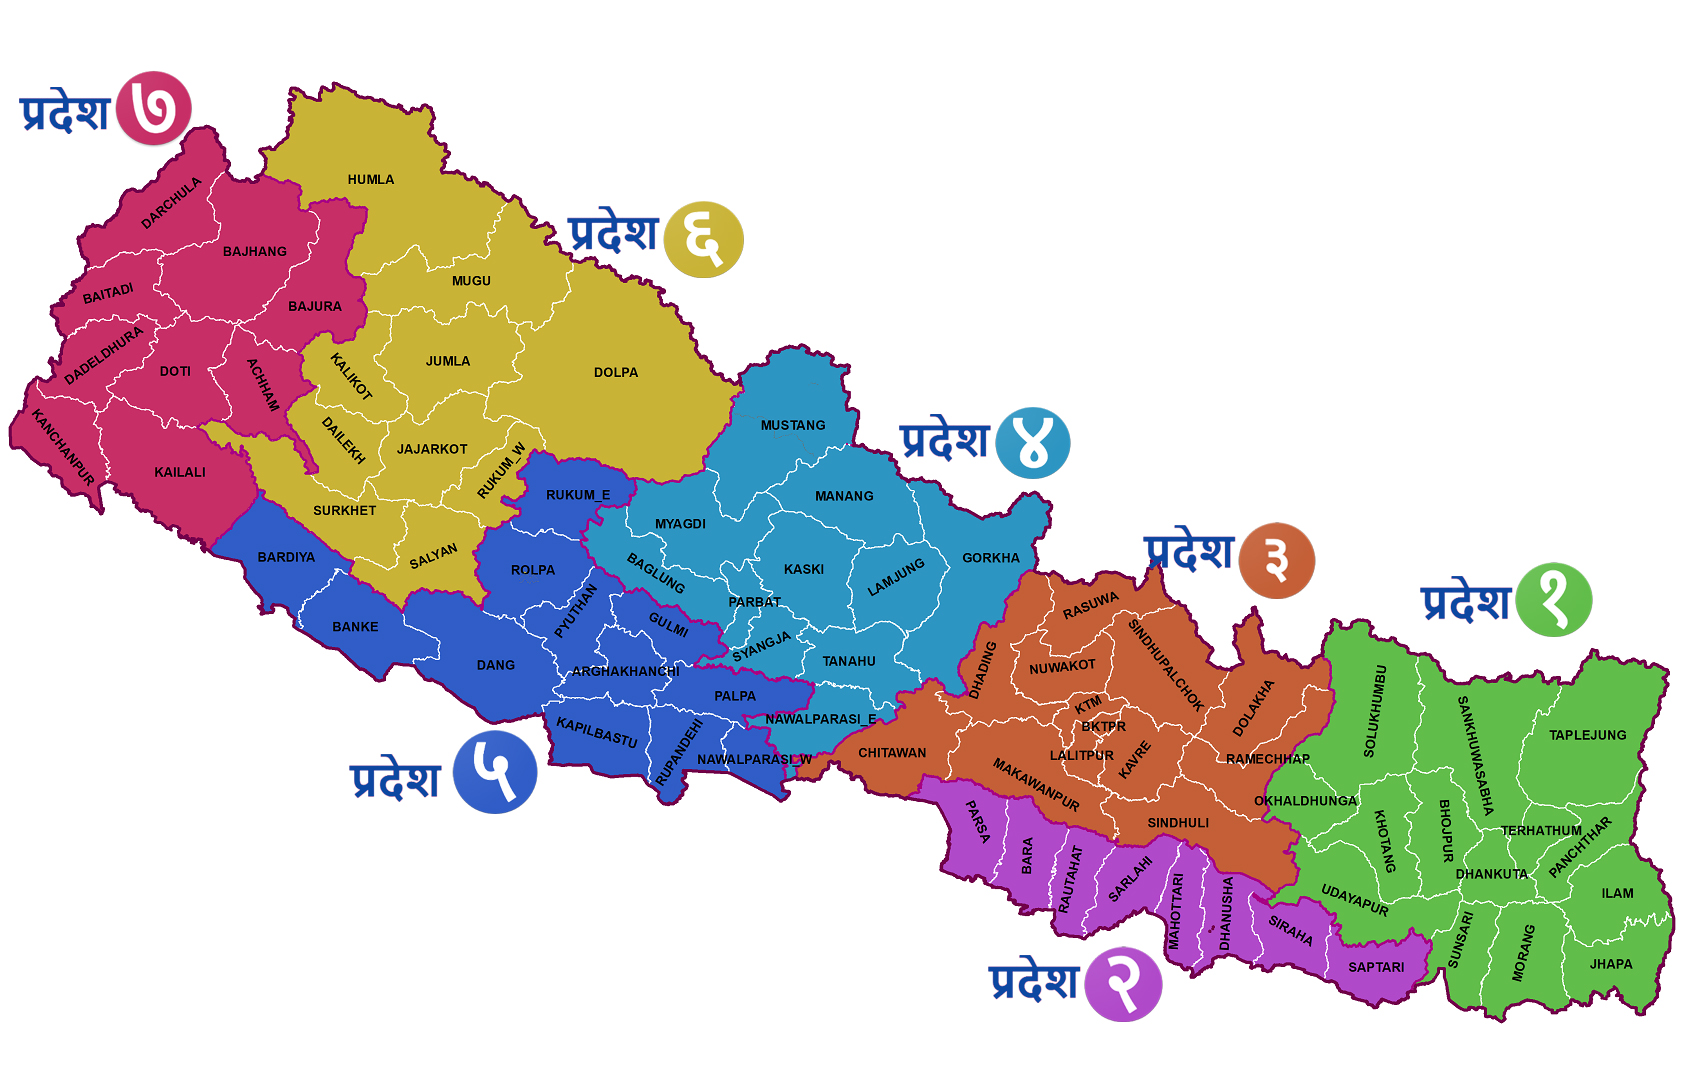 प्रदेश ७
DARCHULA
BAJHANG
BAITADI
BAJURA
DADELDHURA
DOTI
ACHHAM
KANCHANPUR
KAILALI
प्रदेश ६
HUMLA
MUGU
KALIKOT
JUMLA
DOLPA
DAILEKH
JAJARKOT
RUKUM_W
SURKHET
SALYAN
प्रदेश ५
RUKUM_E
BARDIYA
ROLPA
BANKE
PYUTHAN
GULMI
DANG
ARGHAKHANCHI
PALPA
KAPILBASTU
RUPANDEHI
NAWALPARASI_W
प्रदेश ४
MUSTANG
MANANG
MYAGDI
GORKHA
BAGLUNG
KASKI
LAMJUNG
PARBAT
SYANGJA
TANAHU
NAWALPARASI_E
प्रदेश ३
RASUWA
DHADING
NUWAKOT
SINDHUPALCHOK
KTM
BKTPR
DOLAKHA
CHITAWAN
LALITPUR
KAVRE
RAMECHHAP
MAKAWANPUR
SINDHULI
प्रदेश २
PARSA
BARA
RAUTAHAT
SARLAHI
MAHOTTARI
DHANUSHA
SIRAHA
SAPTARI
प्रदेश १
SOLUKHUMBU
SANKHUWASABHA
TAPLEJUNG
OKHALDHUNGA
KHOTANG
BHOJPUR
TERHATHUM
PANCHTHAR
DHANKUTA
UDAYAPUR
ILAM
SUNSARI
MORANG
JHAPA